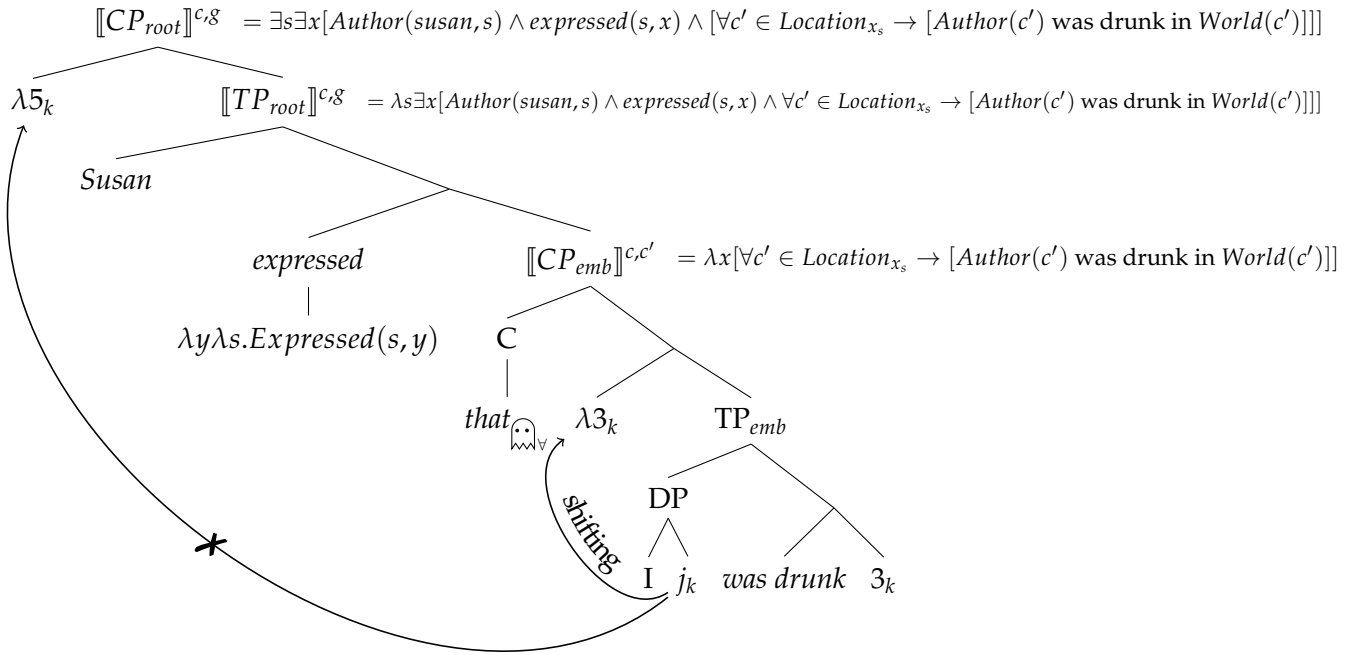 ⟦CP_root⟧^{c,g} = ∃s∃x[Author(susan, s) ∧ expressed(s, x) ∧ [∀c′ ∈ Location_{x_s} → [Author(c′) was drunk in World(c′)]]]
λ5_k ⟦TP_root⟧^{c,g} = λs∃x[Author(susan, s) ∧ expressed(s, x) ∧ ∀c′ ∈ Location_{x_s} → [Author(c′) was drunk in World(c′)]]]
Susan
expressed ⟦CP_emb⟧^{c,c′} = λx[∀c′ ∈ Location_{x_s} → [Author(c′) was drunk in World(c′)]]
λyλs.Expressed(s, y) C
that_∀ λ3_k TP_emb
DP
shifting
I j_k was drunk 3_k